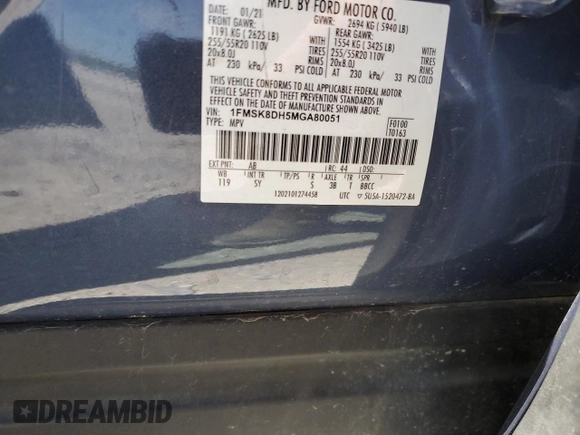 MFD. BY FORD MOTOR CO.
DATE: 01/21
GVWR: 2694 KG ( 5940 LB)
FRONT GAWR:
1191 KG ( 2625 LB)
WITH
255/55R20 110V
TIRES
20x8.0J
RIMS
AT 230 kPa/ 33 PSI COLD
REAR GAWR:
1554 KG ( 3425 LB)
WITH
255/55R20 110V
TIRES
20x8.0J
RIMS
AT 230 kPa/ 33 PSI COLD
THIS VEHICLE CONFORMS TO ALL APPLICABLE FEDERAL MOTOR
VEHICLE SAFETY AND THEFT PREVENTION STANDARDS IN EFFECT
ON THE DATE OF MANUFACTURE SHOWN ABOVE.
VIN: 1FMSK8DH5MGA80051
TYPE: MPV
F0100
T0163
EXT PNT: AB RC: 44
WB INT TR TP/PS R AXLE TR SPR
119 SY S 3B T BBCC
1202101274458 UTC ▽ 5U5A-1520472-BA
DREAMBID